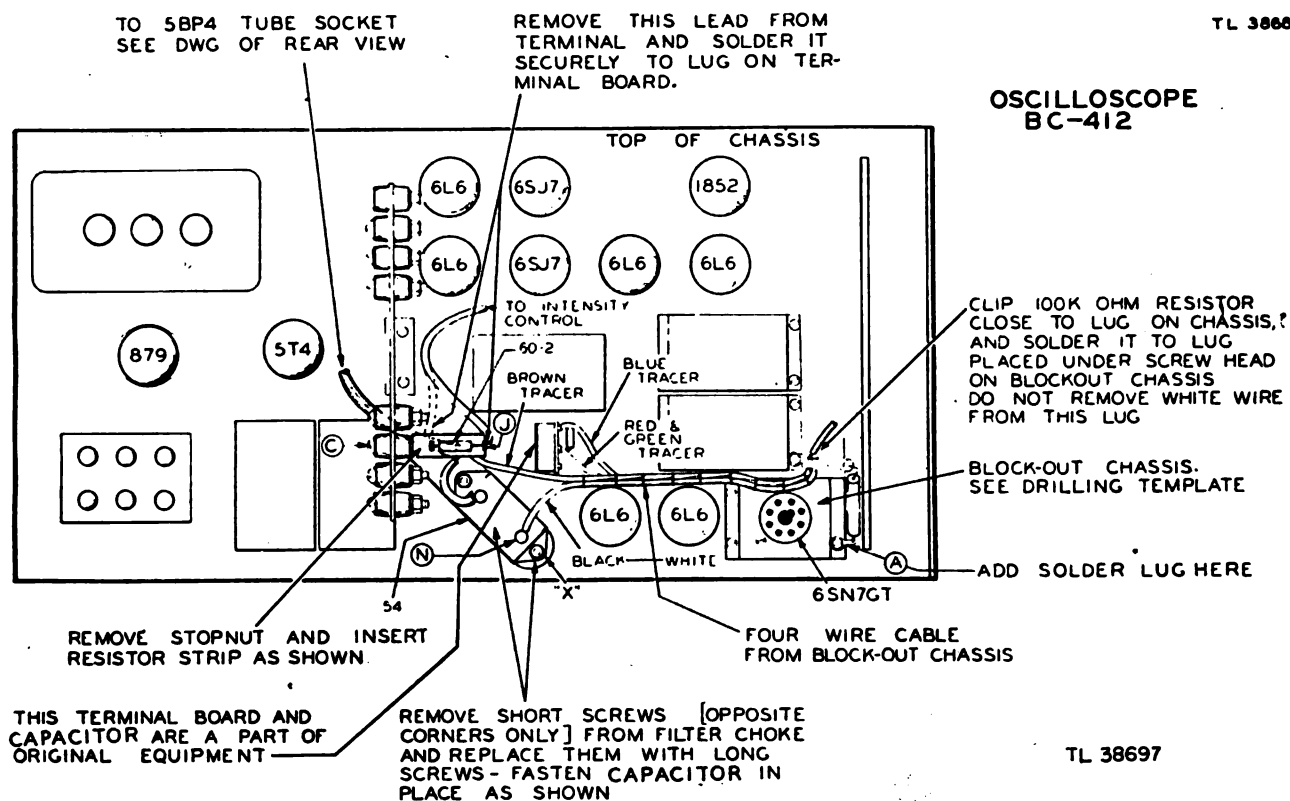 TO 5BP4 TUBE SOCKET
SEE DWG OF REAR VIEW
REMOVE THIS LEAD FROM
TERMINAL AND SOLDER IT
SECURELY TO LUG ON TER-
MINAL BOARD.
TL 3868
OSCILLOSCOPE
BC-412
TOP OF CHASSIS
6L6
6SJ7
1852
6L6
6SJ7
6L6
6L6
TO INTENSITY
CONTROL
879
5T4
C
C
60-2
BROWN
TRACER
BLUE
TRACER
RED &
GREEN
TRACER
J
C
CLIP 100K OHM RESISTOR
CLOSE TO LUG ON CHASSIS,
AND SOLDER IT TO LUG
PLACED UNDER SCREW HEAD
ON BLOCKOUT CHASSIS
DO NOT REMOVE WHITE WIRE
FROM THIS LUG
BLOCK-OUT CHASSIS.
SEE DRILLING TEMPLATE
6L6
6L6
N
BLACK
WHITE
"X"
A
ADD SOLDER LUG HERE
6SN7GT
54
REMOVE STOPNUT AND INSERT
RESISTOR STRIP AS SHOWN
FOUR WIRE CABLE
FROM BLOCK-OUT CHASSIS
THIS TERMINAL BOARD AND
CAPACITOR ARE A PART OF
ORIGINAL EQUIPMENT
REMOVE SHORT SCREWS [OPPOSITE
CORNERS ONLY] FROM FILTER CHOKE
AND REPLACE THEM WITH LONG
SCREWS- FASTEN CAPACITOR IN
PLACE AS SHOWN
TL 38697